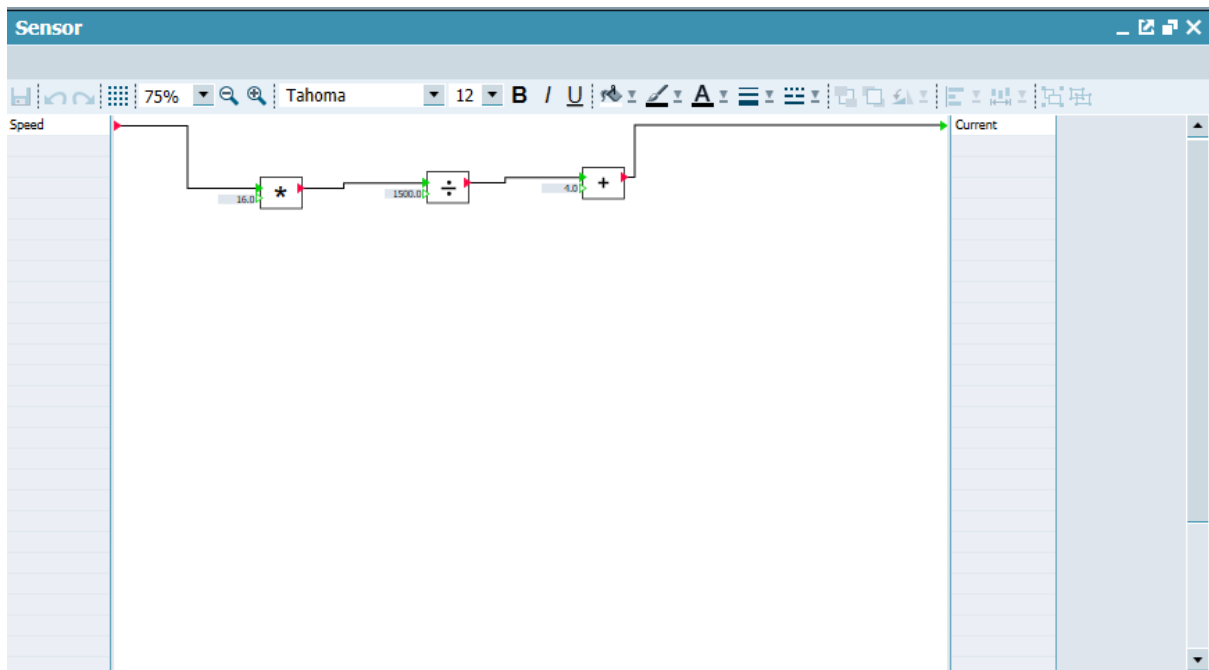 Sensor
75% Tahoma 12 B I U A
Speed
Current
16.0 *
1500.0 ÷
4.0 +